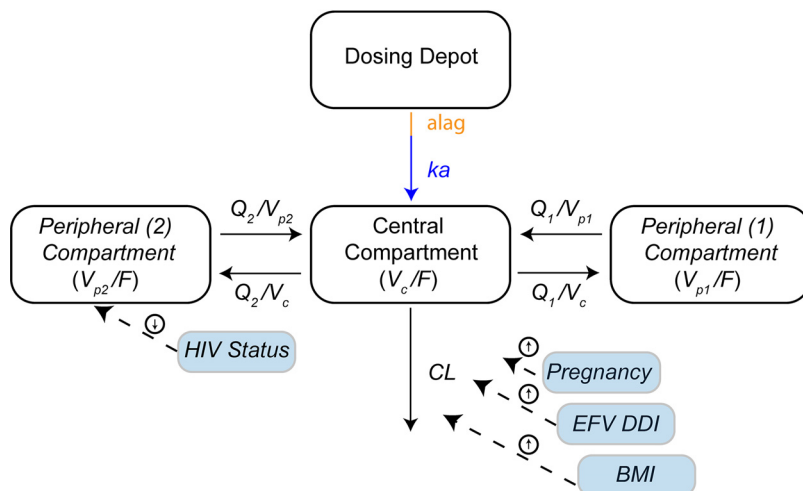 Dosing Depot
alag
ka
Q2/Vp2
Q1/Vp1
Peripheral (2)
Compartment
(Vp2/F)
Central
Compartment
(Vc/F)
Peripheral (1)
Compartment
(Vp1/F)
Q2/Vc
Q1/Vc
HIV Status
CL
Pregnancy
EFV DDI
BMI